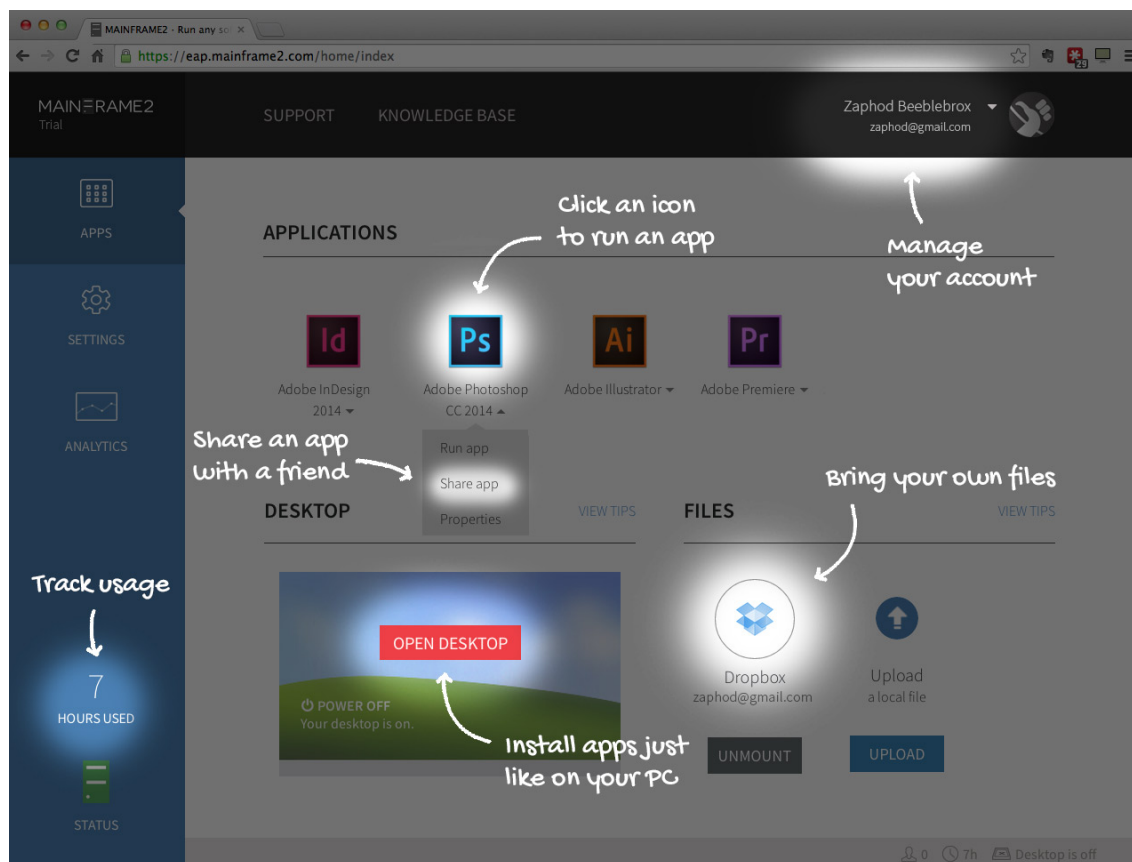 MAINFRAME2 - Run any sof
https://eap.mainframe2.com/home/index
29
MAINFRAME2
Trial
SUPPORT
KNOWLEDGE BASE
Zaphod Beeblebrox
zaphod@gmail.com
Manage
your account
APPS
SETTINGS
ANALYTICS
Track usage
7
HOURS USED
STATUS
APPLICATIONS
Click an icon
to run an app
Id
Adobe InDesign
2014
Ps
Adobe Photoshop
CC 2014
Ai
Adobe Illustrator
Pr
Adobe Premiere
Run app
Share app
Properties
Share an app
with a friend
DESKTOP
VIEW TIPS
OPEN DESKTOP
POWER OFF
Your desktop is on.
Install apps just
like on your PC
FILES
VIEW TIPS
Bring your own files
Dropbox
zaphod@gmail.com
UNMOUNT
Upload
a local file
UPLOAD
0
7h
Desktop is off